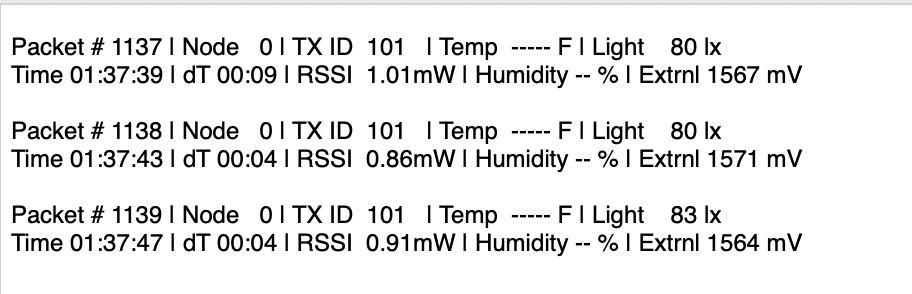 Packet # 1137 | Node 0 | TX ID 101 | Temp ----- F | Light 80 lx
Time 01:37:39 | dT 00:09 | RSSI 1.01mW | Humidity -- % | Extrnl 1567 mV
Packet # 1138 | Node 0 | TX ID 101 | Temp ----- F | Light 80 lx
Time 01:37:43 | dT 00:04 | RSSI 0.86mW | Humidity -- % | Extrnl 1571 mV
Packet # 1139 | Node 0 | TX ID 101 | Temp ----- F | Light 83 lx
Time 01:37:47 | dT 00:04 | RSSI 0.91mW | Humidity -- % | Extrnl 1564 mV